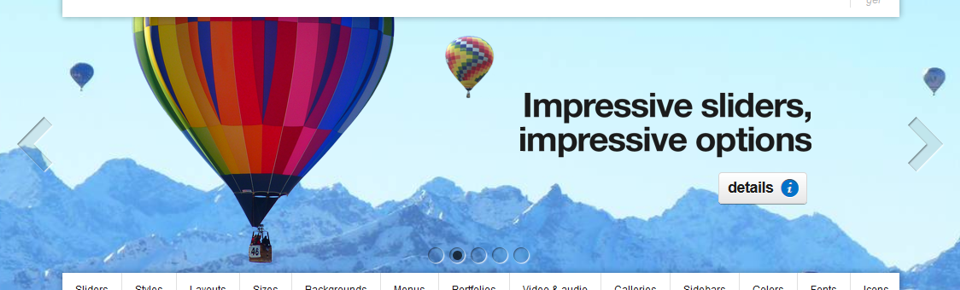 Impressive sliders,
impressive options
details i
48
Sliders Styles Layouts Sizes Backgrounds Menus Portfolios Video & audio Galleries Sidebars Colors Fonts Icons